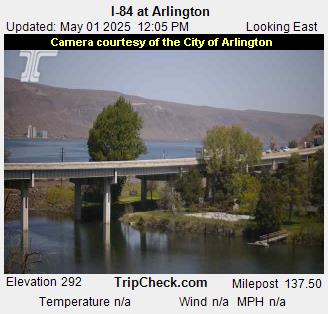 I-84 at Arlington
Updated: May 01 2025 12:05 PM Looking East
Camera courtesy of the City of Arlington
Elevation 292 TripCheck.com Milepost 137.50
Temperature n/a Wind n/a MPH n/a